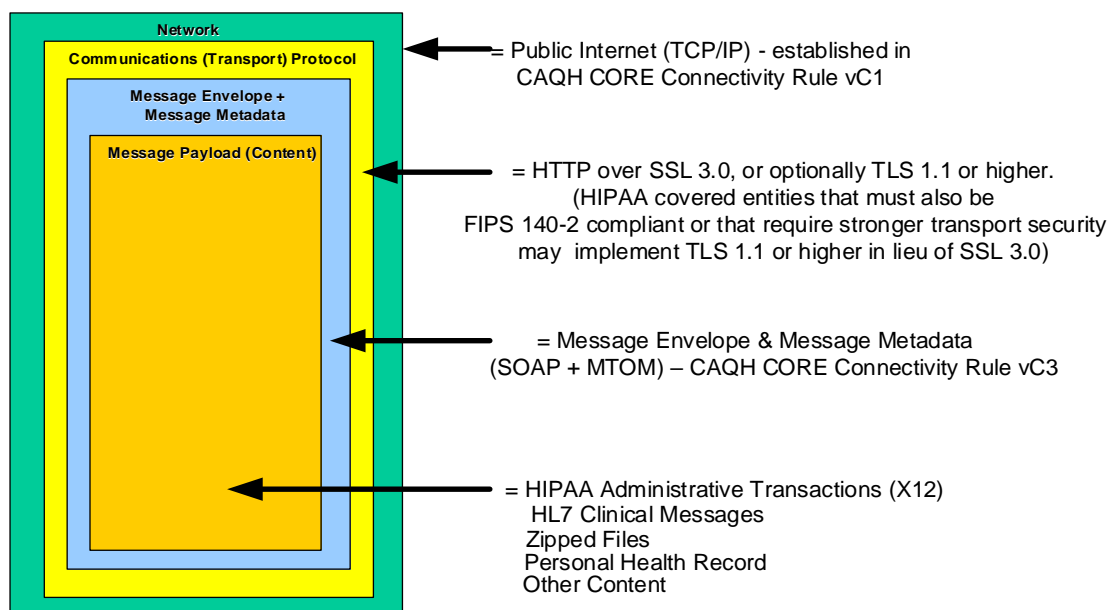 Network
Communications (Transport) Protocol
Message Envelope +
Message Metadata
Message Payload (Content)
= Public Internet (TCP/IP) - established in
CAQH CORE Connectivity Rule vC1
= HTTP over SSL 3.0, or optionally TLS 1.1 or higher.
(HIPAA covered entities that must also be
FIPS 140-2 compliant or that require stronger transport security
may implement TLS 1.1 or higher in lieu of SSL 3.0)
= Message Envelope & Message Metadata
(SOAP + MTOM) – CAQH CORE Connectivity Rule vC3
= HIPAA Administrative Transactions (X12)
HL7 Clinical Messages
Zipped Files
Personal Health Record
Other Content